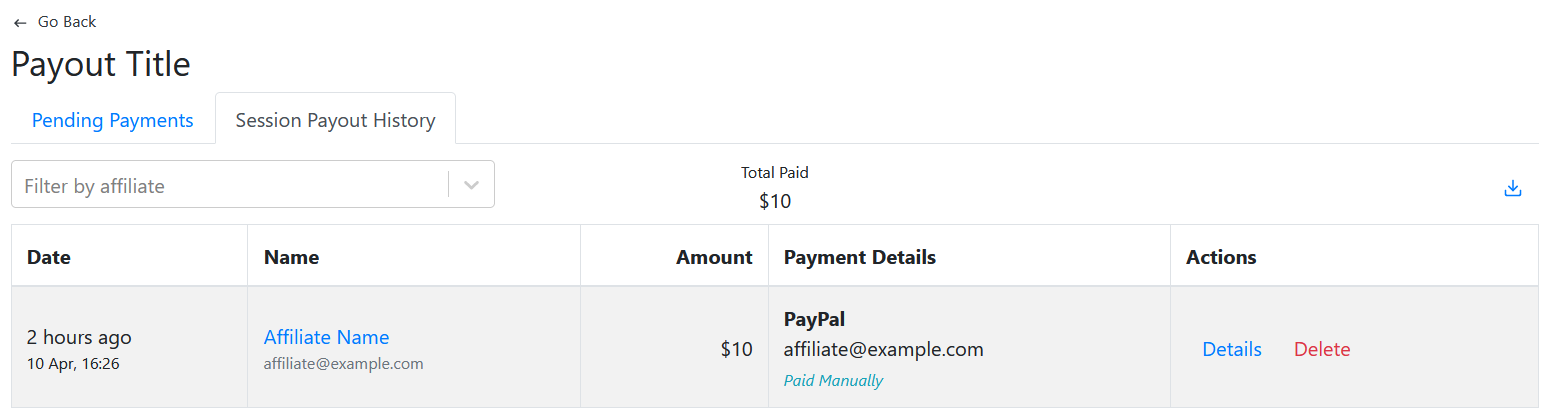 Go Back
Payout Title
Pending Payments
Session Payout History
Filter by affiliate
Total Paid
$10
Date
Name
Amount
Payment Details
Actions
2 hours ago
10 Apr, 16:26
Affiliate Name
affiliate@example.com
$10
PayPal
affiliate@example.com
Paid Manually
Details
Delete